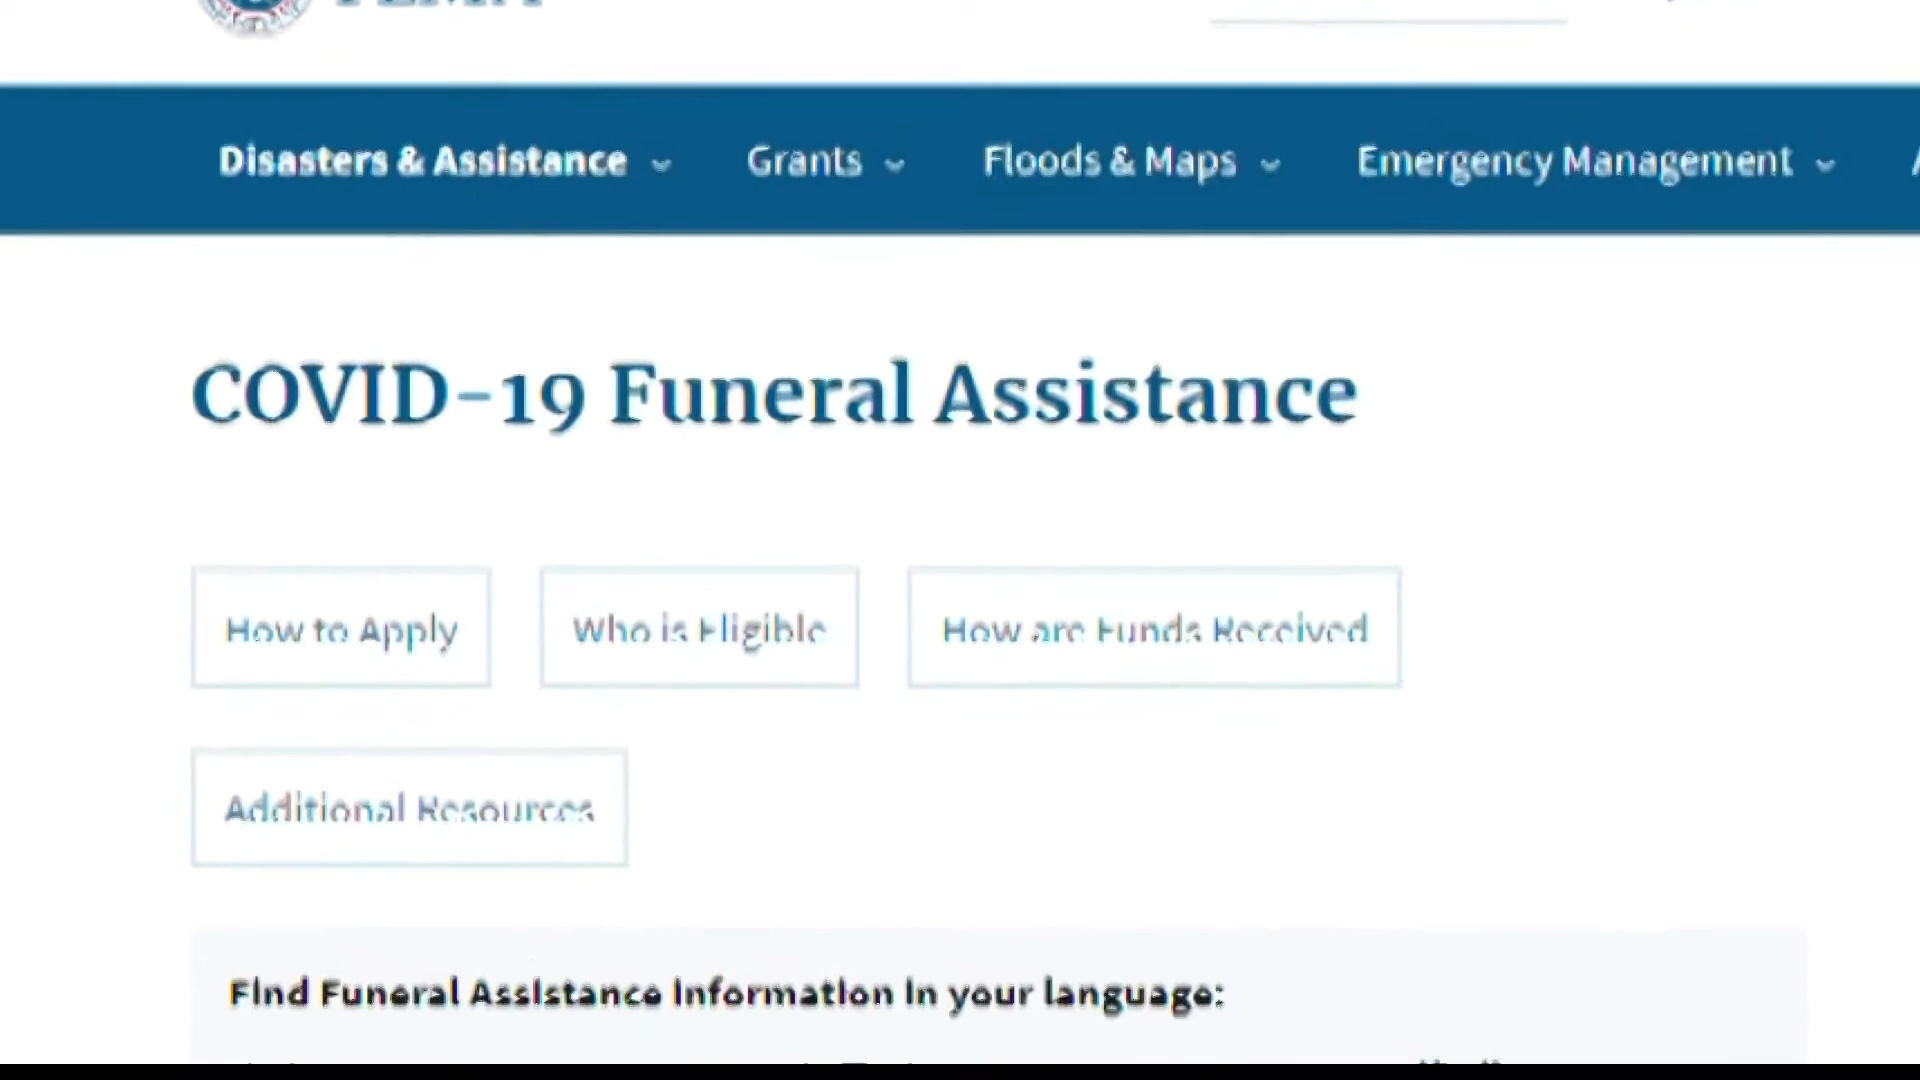 Disasters & Assistance Grants Floods & Maps Emergency Management
COVID-19 Funeral Assistance
How to Apply Who is Eligible How are Funds Received
Additional Resources
Find Funeral Assistance information in your language: